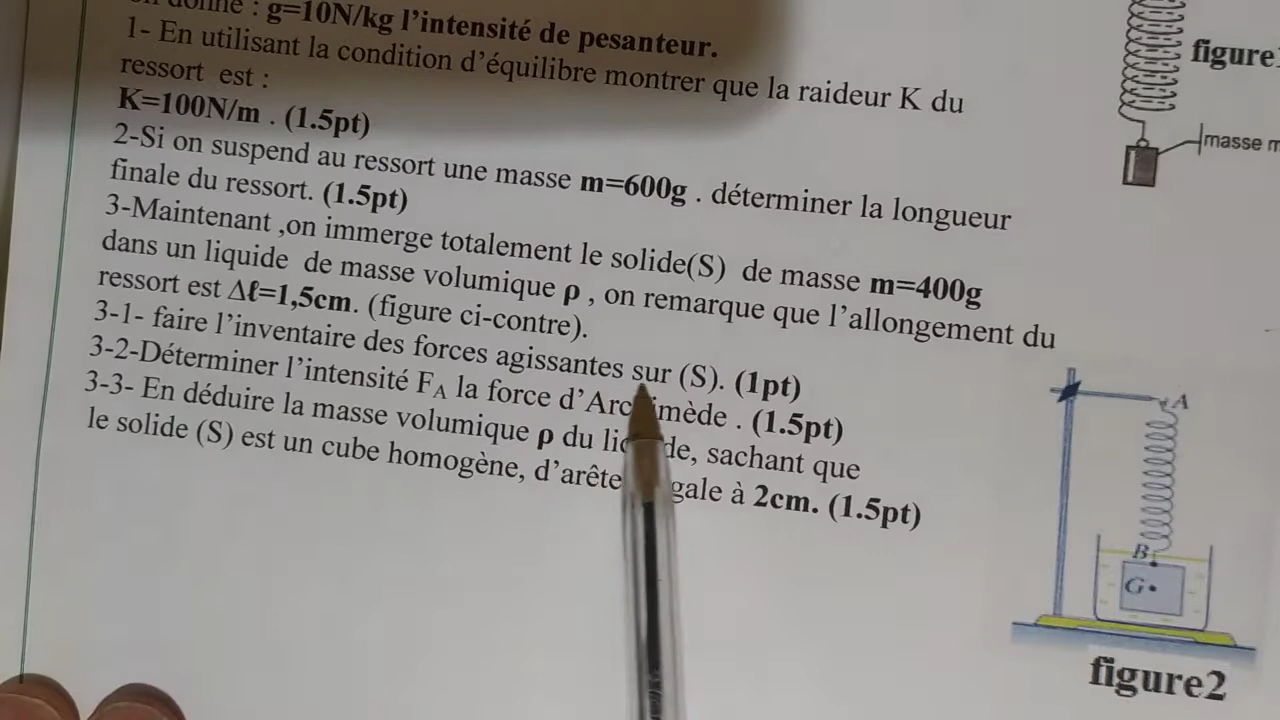 donné : g=10N/kg l'intensité de pesanteur.
1- En utilisant la condition d'équilibre montrer que la raideur K du
ressort est :
K=100N/m . (1.5pt)
2-Si on suspend au ressort une masse m=600g . déterminer la longueur
finale du ressort. (1.5pt)
3-Maintenant ,on immerge totalement le solide(S) de masse m=400g
dans un liquide de masse volumique ρ , on remarque que l'allongement du
ressort est Δℓ=1,5cm. (figure ci-contre).
3-1- faire l'inventaire des forces agissantes sur (S). (1pt)
3-2-Déterminer l'intensité FA la force d'Arc imède . (1.5pt)
3-3- En déduire la masse volumique ρ du li de, sachant que
le solide (S) est un cube homogène, d'arête gale à 2cm. (1.5pt)
figure
masse m
A
B
G
figure2